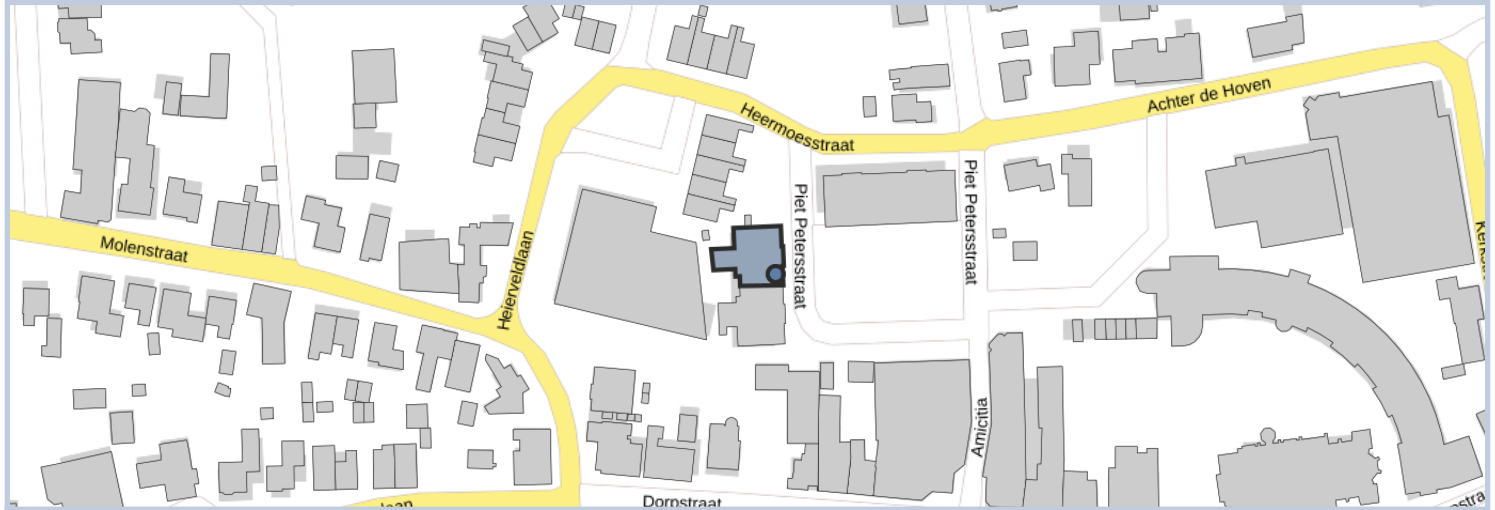 Achter de Hoven
Heermoesstraat
Piet Petersstraat
Piet Petersstraat
Molenstraat
Heierveldlaan
Amicitia
Dorpstraat